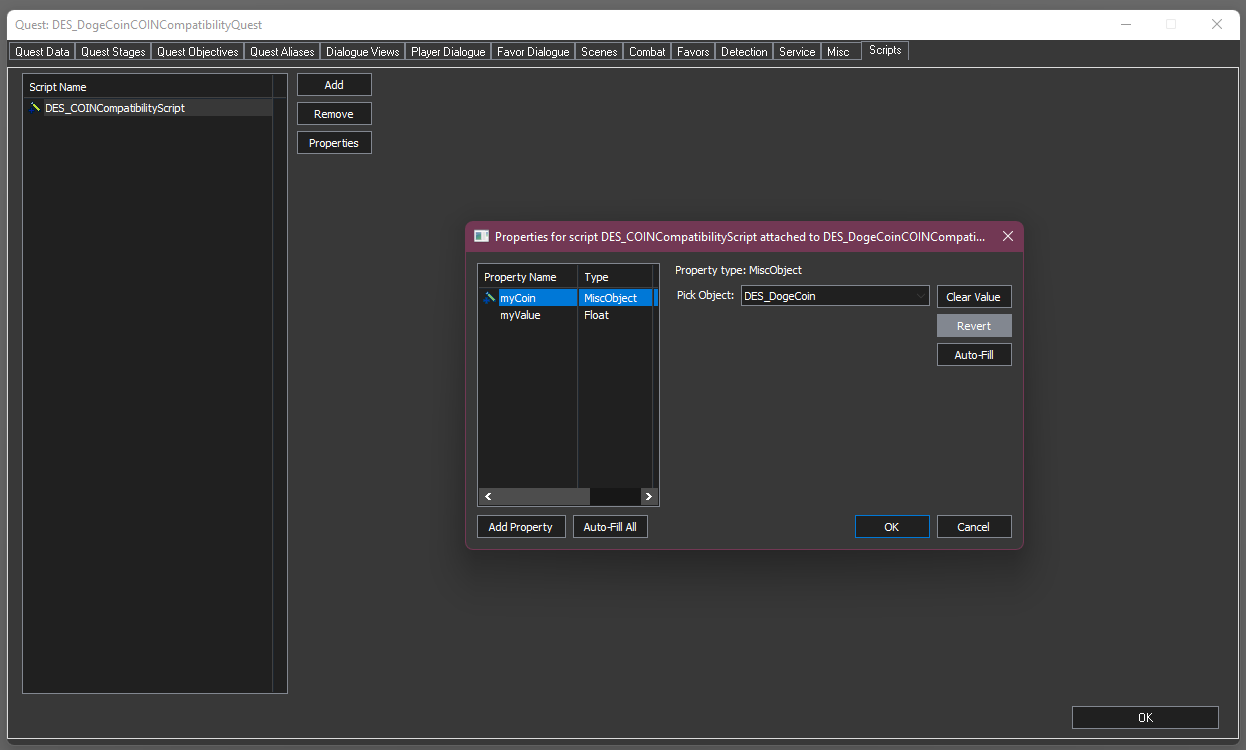 Quest: DES_DogeCoinCOINCompatibilityQuest
Quest Data Quest Stages Quest Objectives Quest Aliases Dialogue Views Player Dialogue Favor Dialogue Scenes Combat Favors Detection Service Misc Scripts
Script Name
DES_COINCompatibilityScript
Add
Remove
Properties
Properties for script DES_COINCompatibilityScript attached to DES_DogeCoinCOINCompati...
Property Name Type
myCoin MiscObject
myValue Float
Property type: MiscObject
Pick Object: DES_DogeCoin
Clear Value
Revert
Auto-Fill
Add Property Auto-Fill All OK Cancel
OK